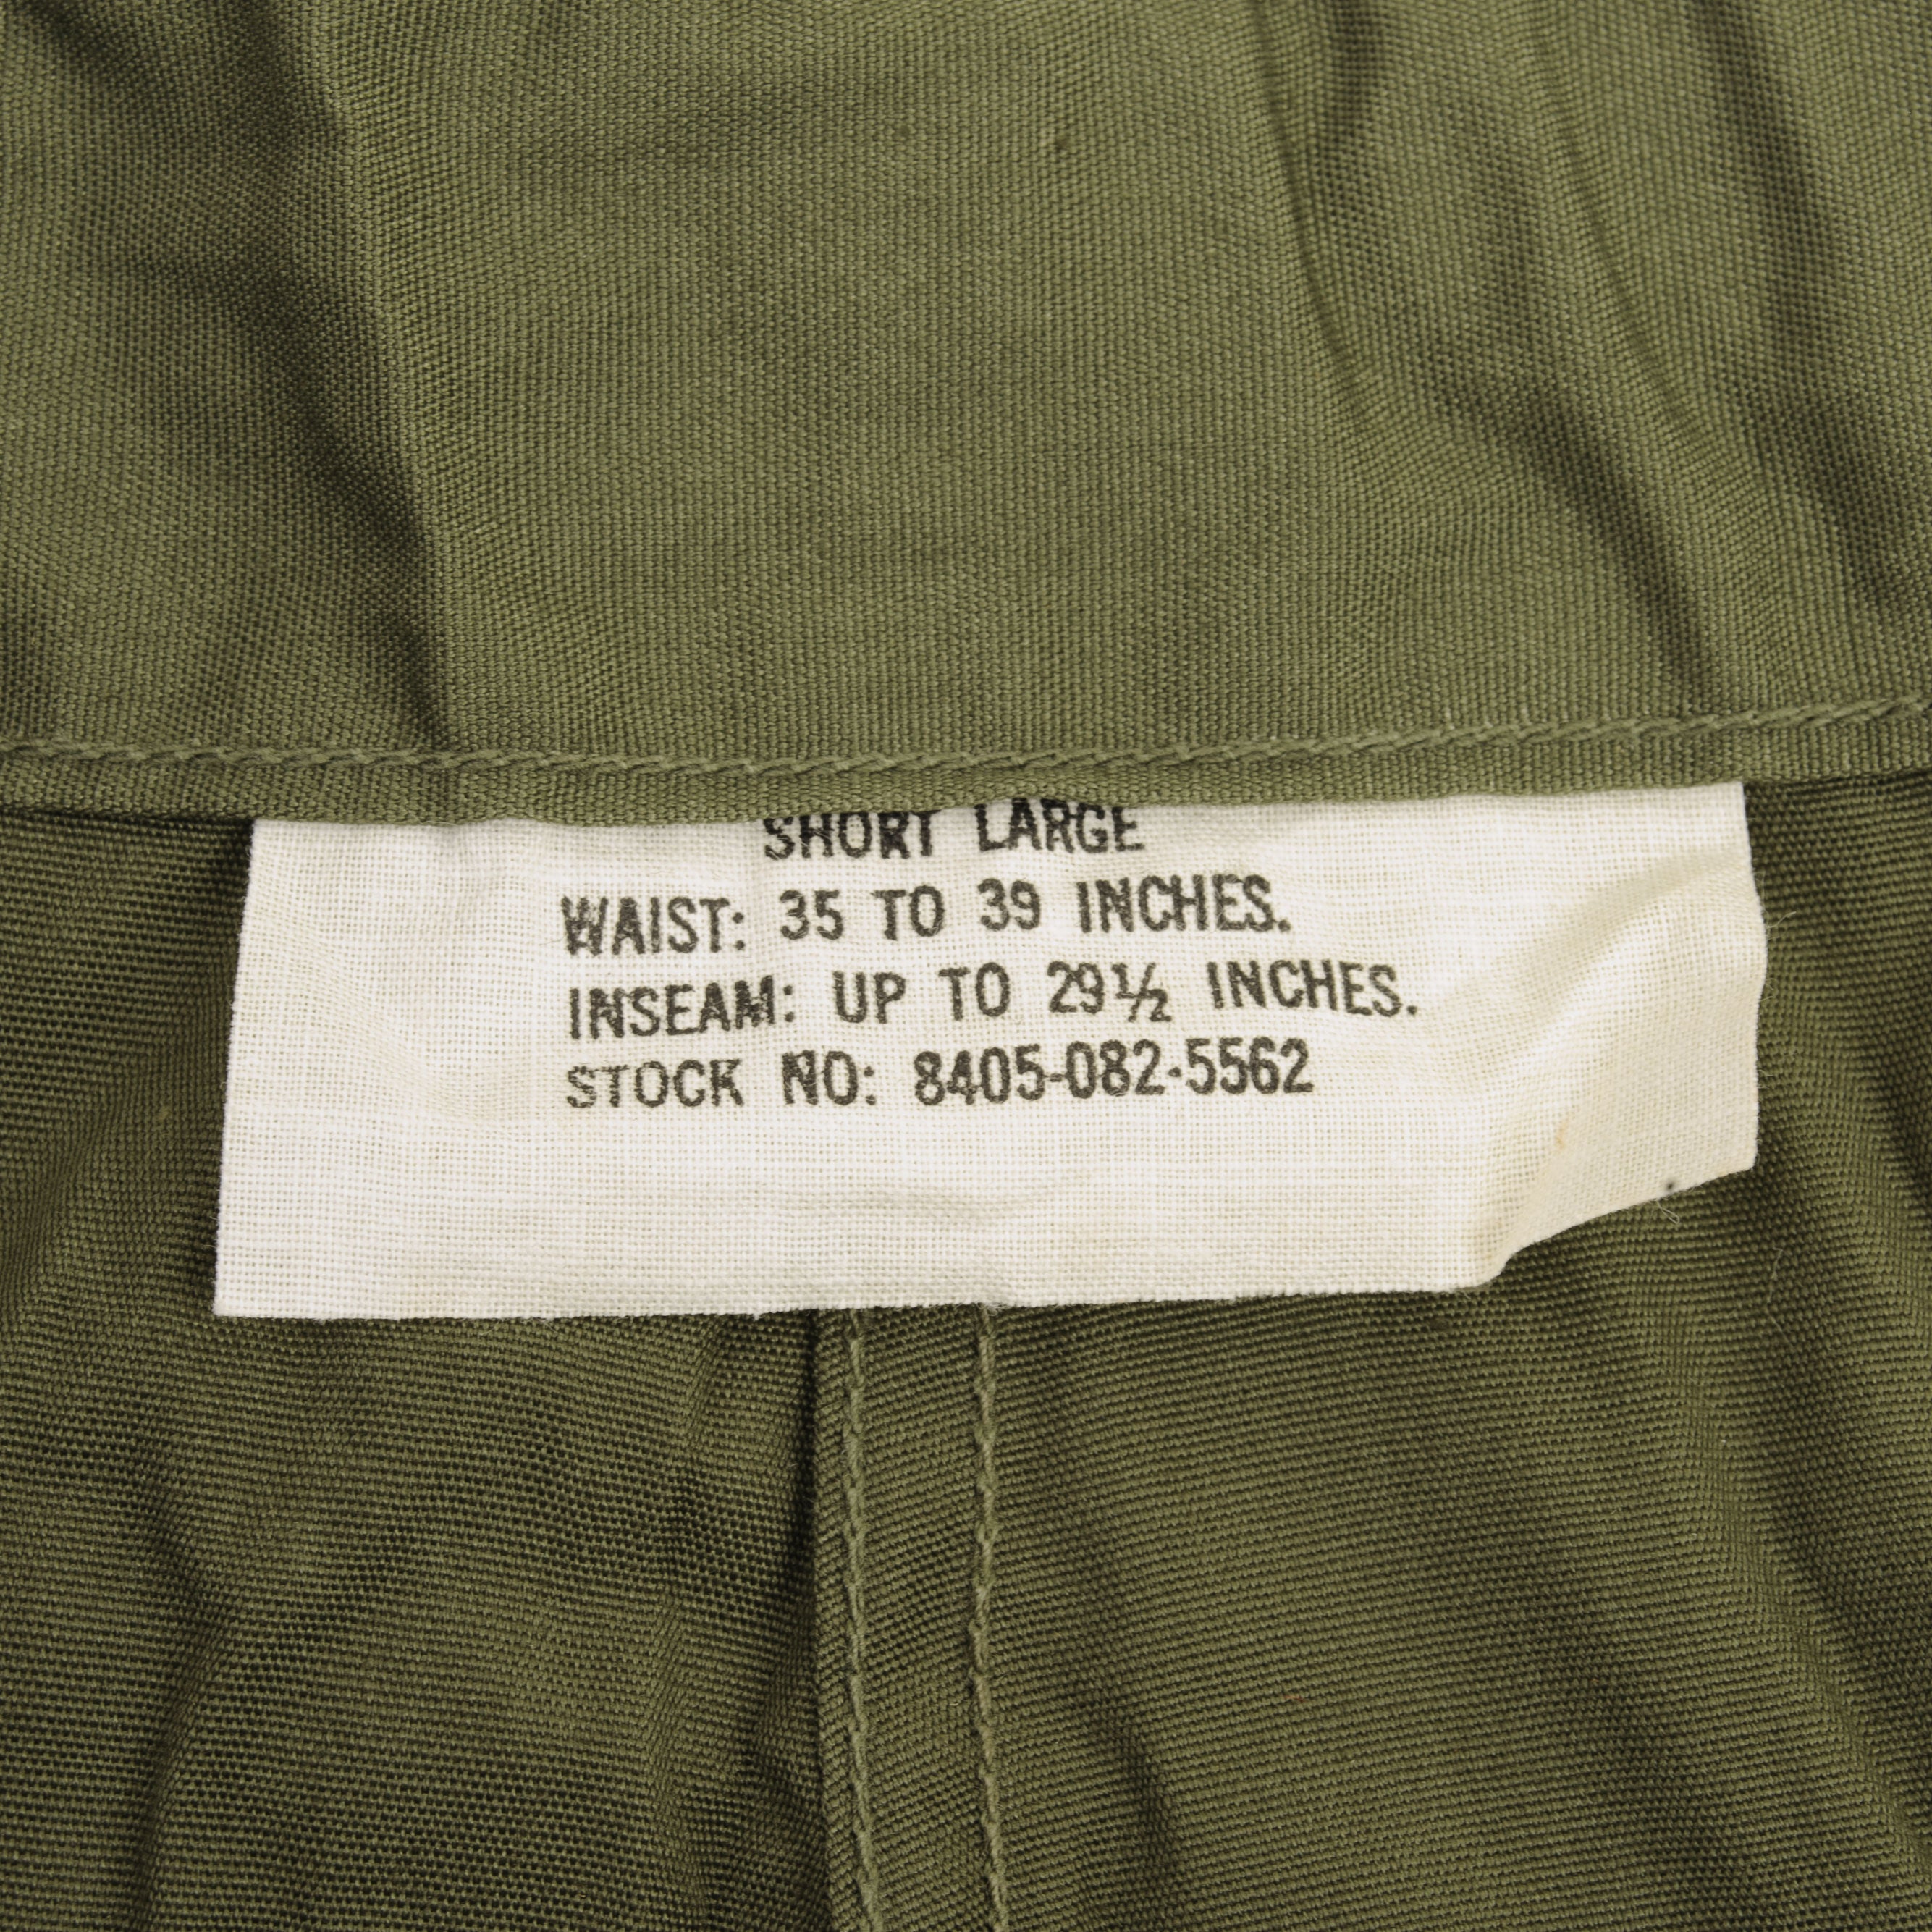 SHORT LARGE
WAIST: 35 TO 39 INCHES.
INSEAM: UP TO 29½ INCHES.
STOCK NO: 8405-082-5562